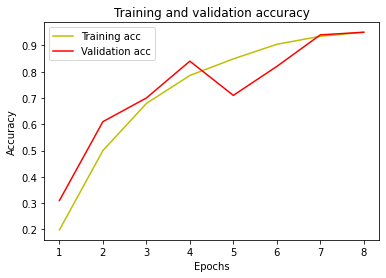 Training and validation accuracy
Training acc
Validation acc
Accuracy
0.9
0.8
0.7
0.6
0.5
0.4
0.3
0.2
1 2 3 4 5 6 7 8
Epochs